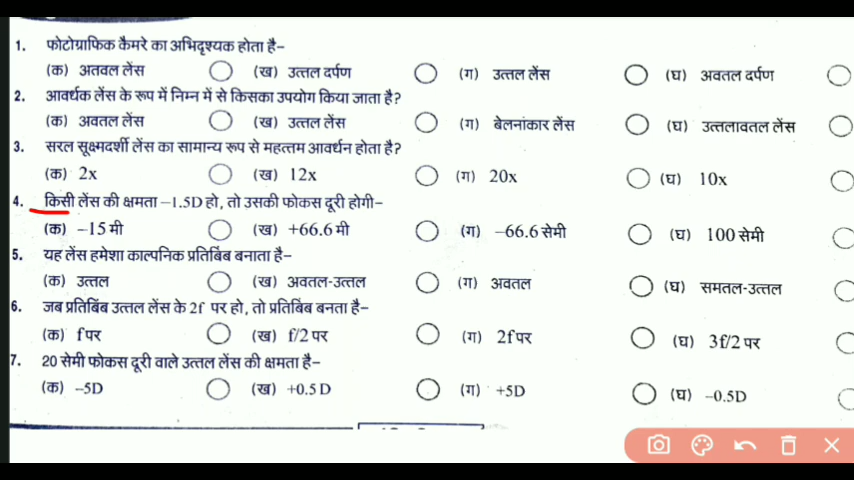 1. फोटोग्राफिक कैमरे का अभिदृश्यक होता है–
(क) अतवल लेंस (ख) उत्तल दर्पण (ग) उत्तल लेंस (घ) अवतल दर्पण
2. आवर्धक लेंस के रूप में निम्न में से किसका उपयोग किया जाता है?
(क) अवतल लेंस (ख) उत्तल लेंस (ग) बेलनांकार लेंस (घ) उत्तलावतल लेंस
3. सरल सूक्ष्मदर्शी लेंस का सामान्य रूप से महत्तम आवर्धन होता है?
(क) 2x (ख) 12x (ग) 20x (घ) 10x
4. किसी लेंस की क्षमता –1.5D हो, तो उसकी फोकस दूरी होगी–
(क) –15 मी (ख) +66.6 मी (ग) –66.6 सेमी (घ) 100 सेमी
5. यह लेंस हमेशा काल्पनिक प्रतिबिंब बनाता है–
(क) उत्तल (ख) अवतल-उत्तल (ग) अवतल (घ) समतल-उत्तल
6. जब प्रतिबिंब उत्तल लेंस के 2f पर हो, तो प्रतिबिंब बनता है–
(क) f पर (ख) f/2 पर (ग) 2f पर (घ) 3f/2 पर
7. 20 सेमी फोकस दूरी वाले उत्तल लेंस की क्षमता है–
(क) –5D (ख) +0.5 D (ग) +5D (घ) –0.5D